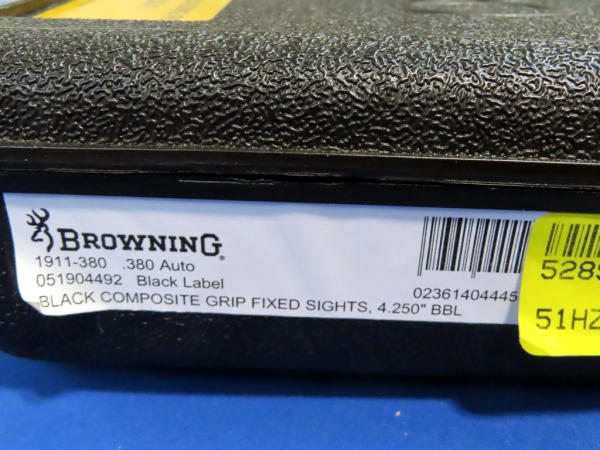 BROWNING
1911-380 .380 Auto
051904492 Black Label
BLACK COMPOSITE GRIP FIXED SIGHTS, 4.250" BBL
02361404445
528
51HZ